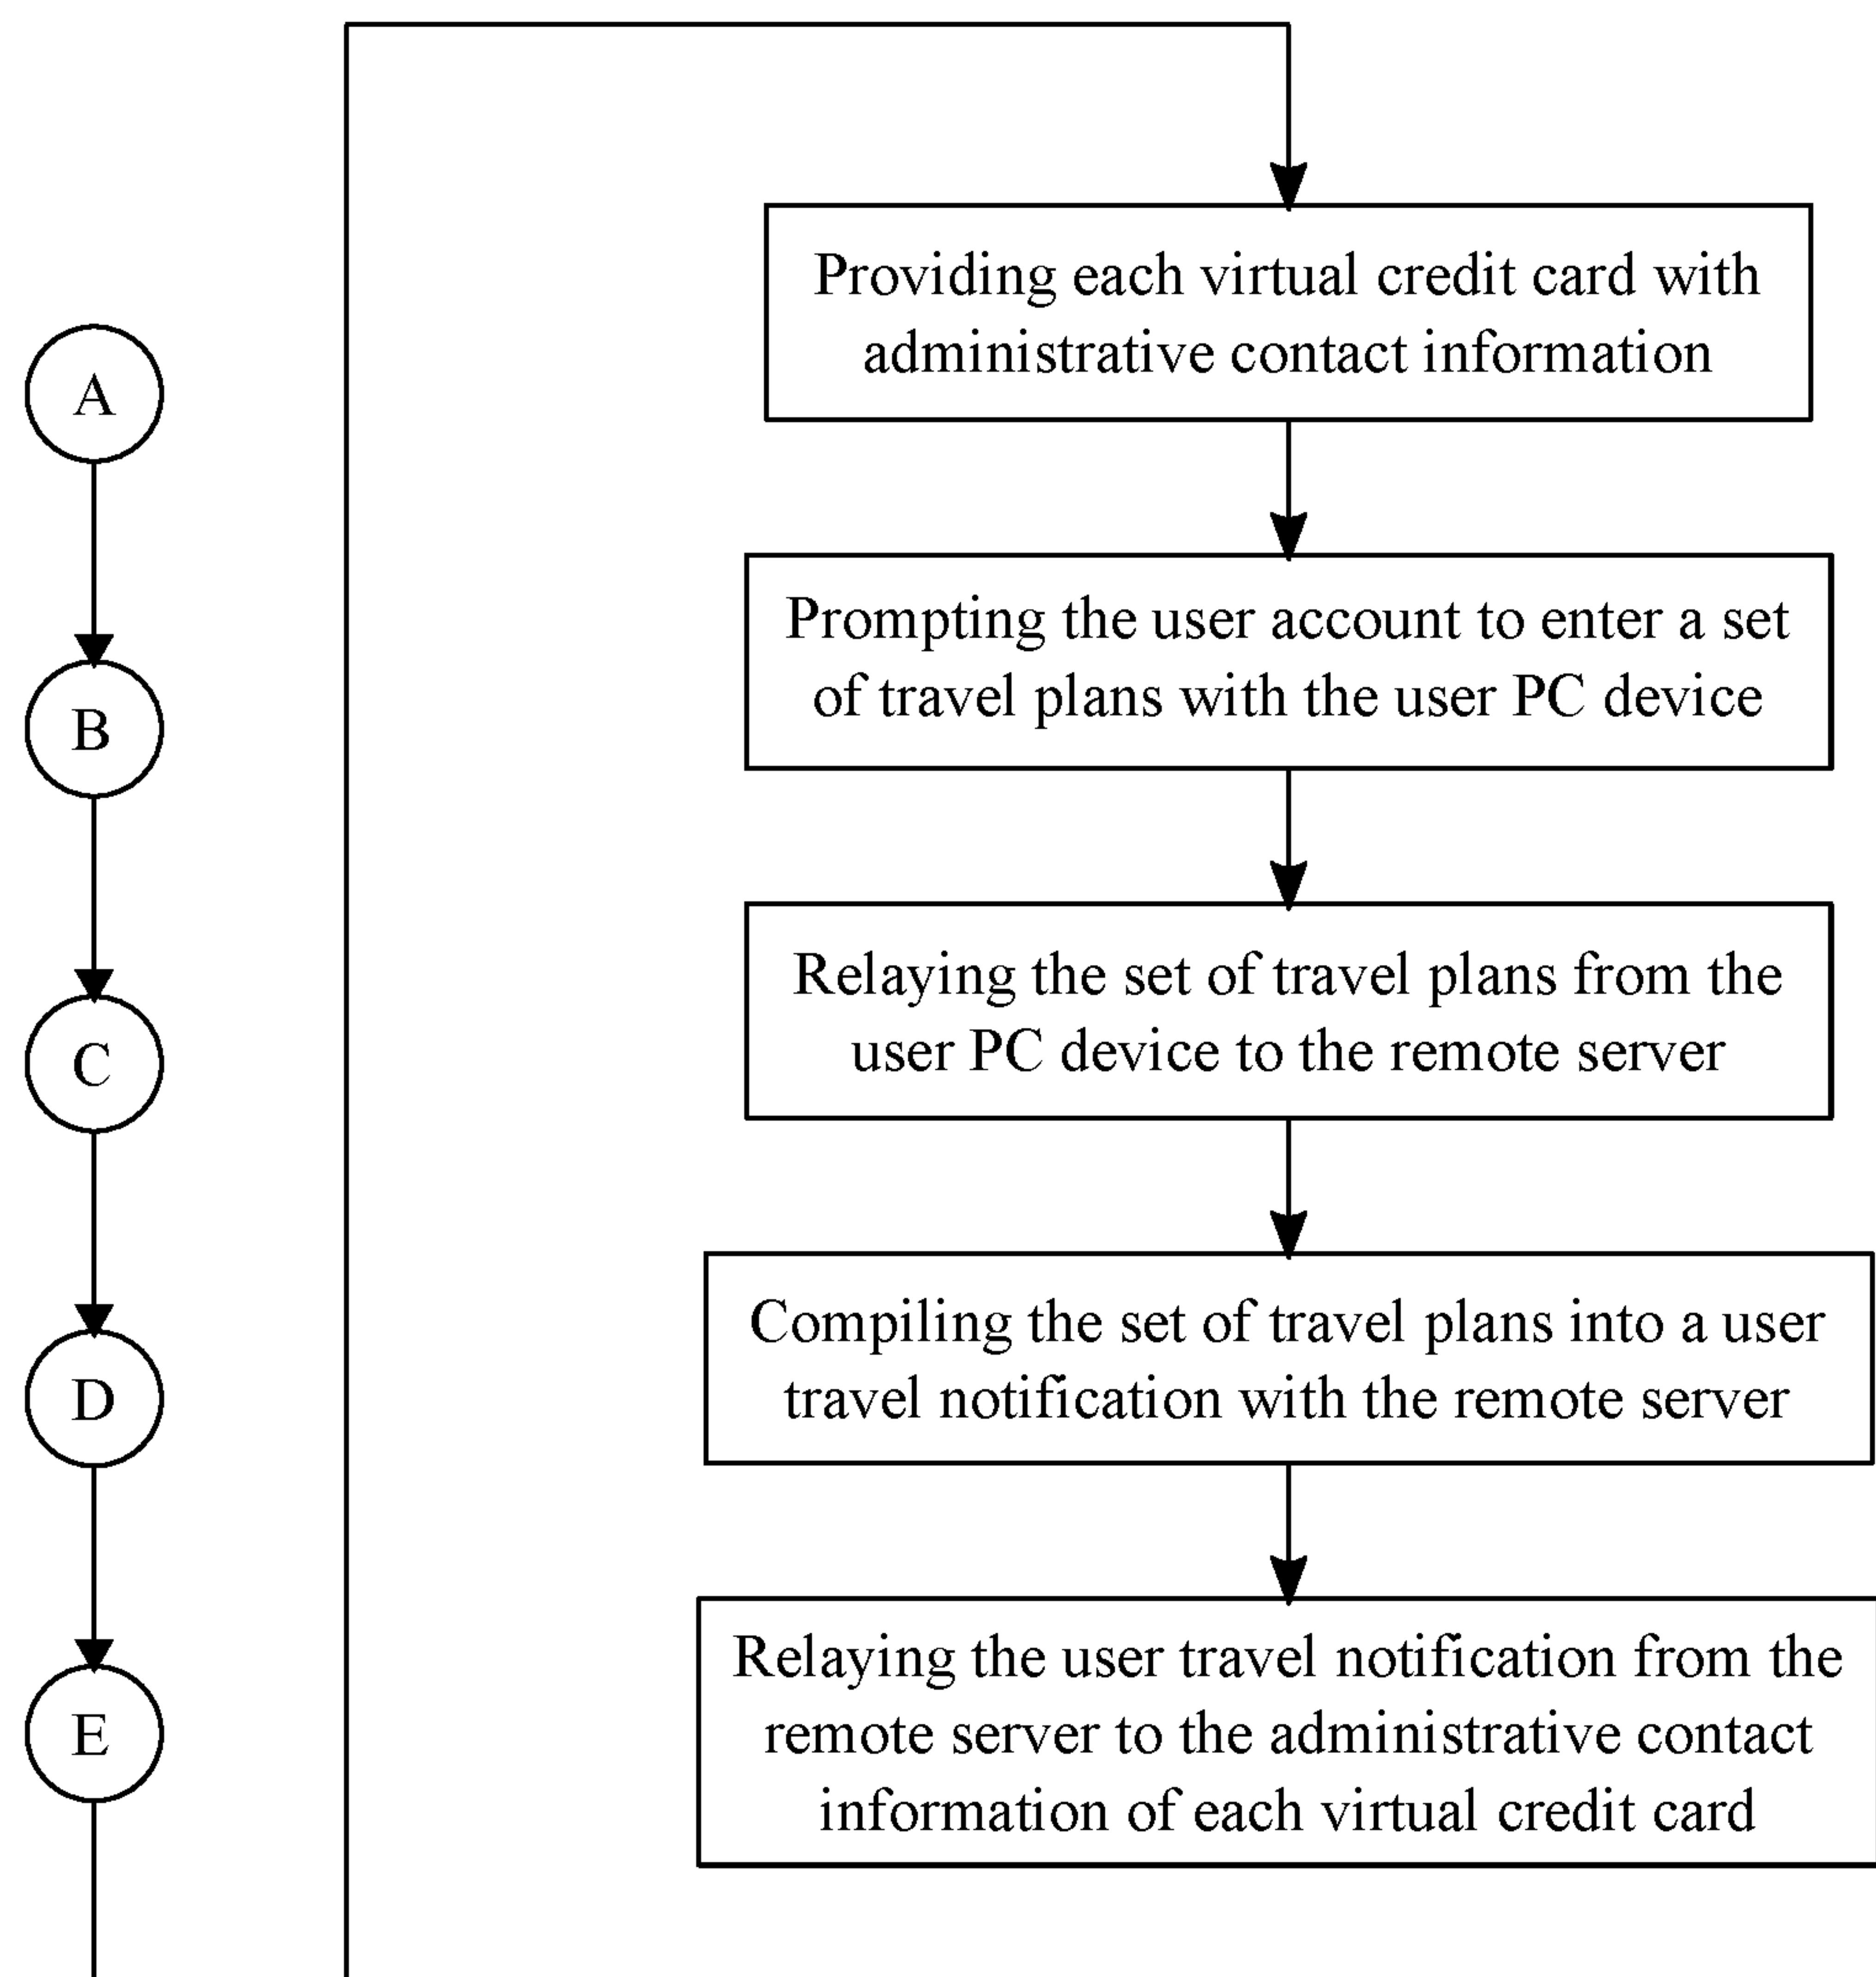 A
B
C
D
E
Providing each virtual credit card with
administrative contact information
Prompting the user account to enter a set
of travel plans with the user PC device
Relaying the set of travel plans from the
user PC device to the remote server
Compiling the set of travel plans into a user
travel notification with the remote server
Relaying the user travel notification from the
remote server to the administrative contact
information of each virtual credit card